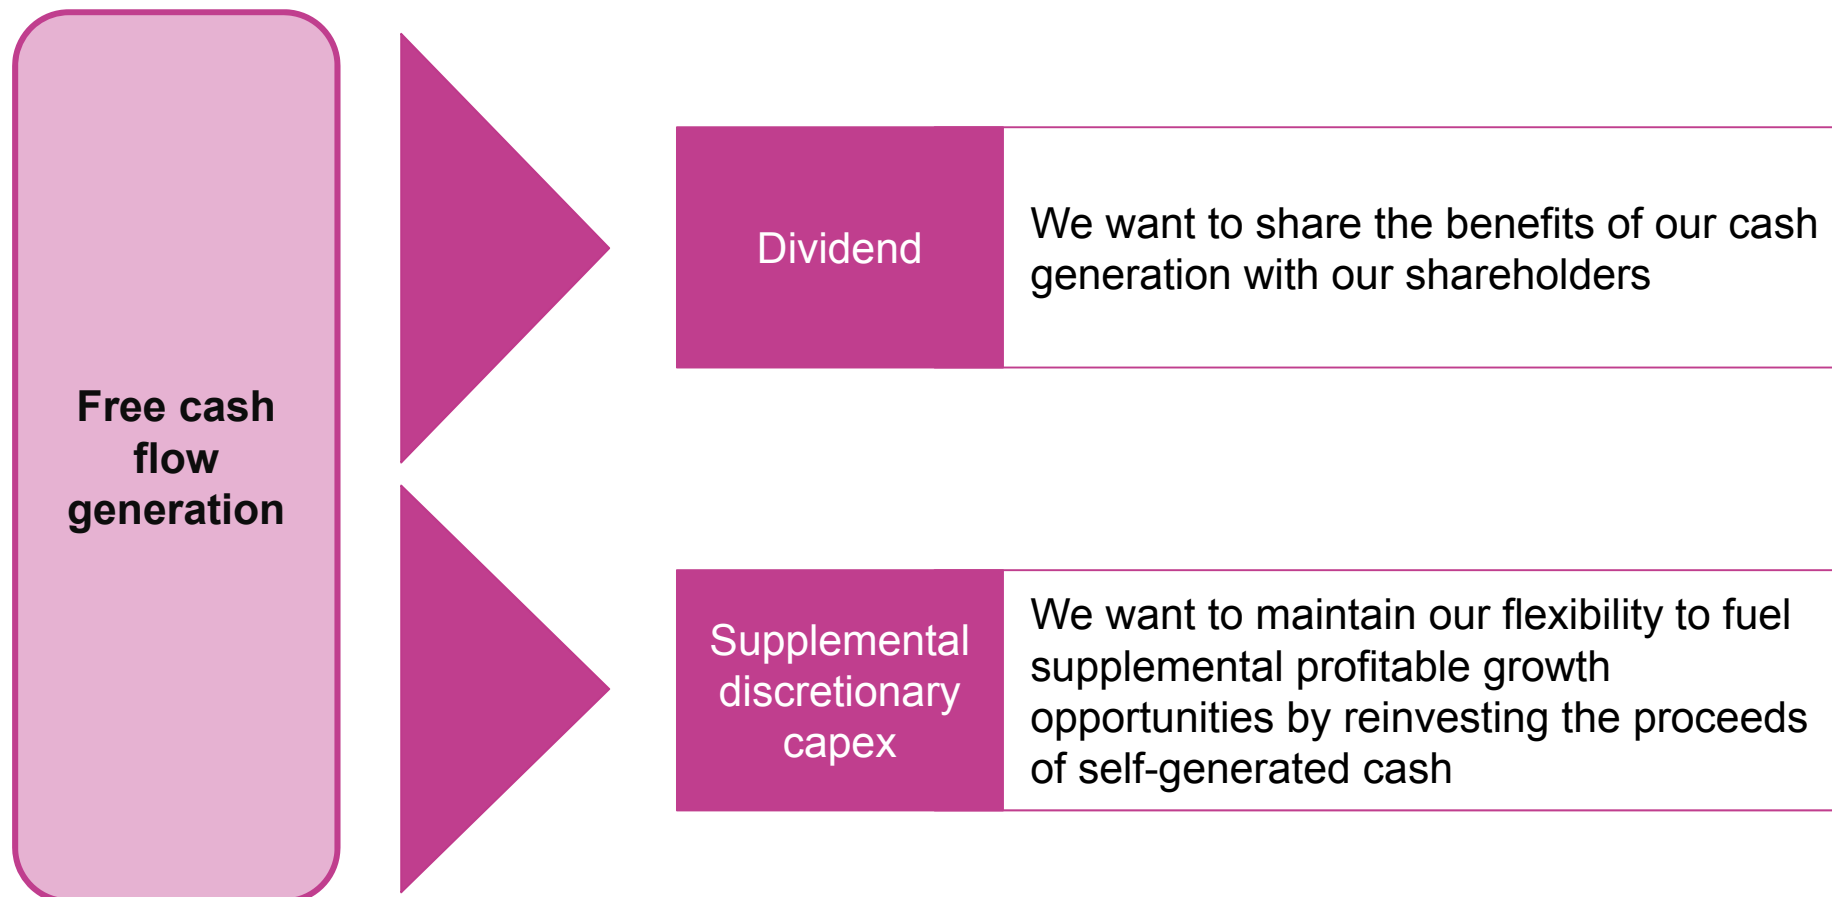 Free cash
flow
generation
Dividend
We want to share the benefits of our cash
generation with our shareholders
Supplemental
discretionary
capex
We want to maintain our flexibility to fuel
supplemental profitable growth
opportunities by reinvesting the proceeds
of self-generated cash